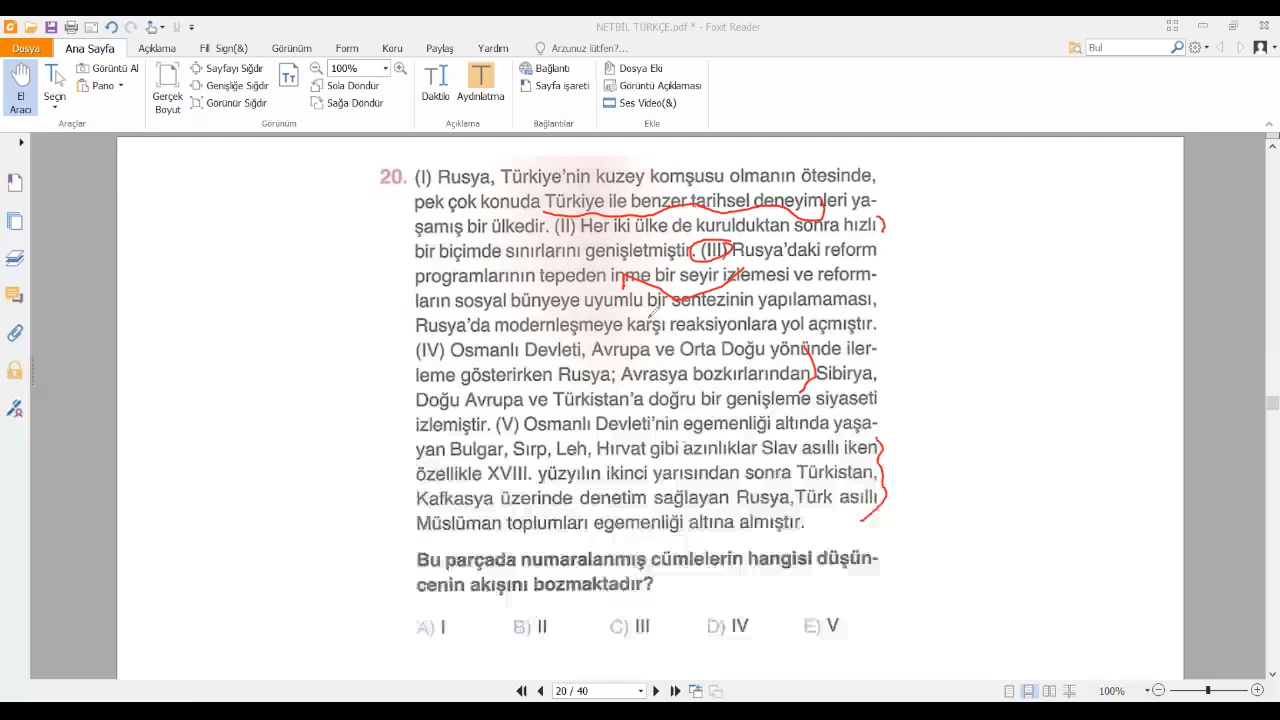 NETBİL TÜRKÇE.pdf * - Foxit Reader
Dosya Ana Sayfa Açıklama Fill Sign(&) Görünüm Form Koru Paylaş Yardım Arzunuz lütfen?... Bul
El Aracı Seçin Görüntü Al Pano Gerçek Boyut Sayfayı Sığdır Genişliğe Sığdır Görünür Sığdır 100% Sola Döndür Sağa Döndür Daktilo Aydınlatma Bağlantı Sayfa işareti Dosya Eki Görüntü Açıklaması Ses Video(&)
Araçlar Görünüm Açıklama Bağlantılar Ekle
20. (I) Rusya, Türkiye’nin kuzey komşusu olmanın ötesinde,
pek çok konuda Türkiye ile benzer tarihsel deneyimleri ya-
şamış bir ülkedir. (II) Her iki ülke de kurulduktan sonra hızlı
bir biçimde sınırlarını genişletmiştir. (III) Rusya’daki reform
programlarının tepeden inme bir seyir izlemesi ve reform-
ların sosyal bünyeye uyumlu bir sentezinin yapılamaması,
Rusya’da modernleşmeye karşı reaksiyonlara yol açmıştır.
(IV) Osmanlı Devleti, Avrupa ve Orta Doğu yönünde iler-
leme gösterirken Rusya; Avrasya bozkırlarından Sibirya,
Doğu Avrupa ve Türkistan’a doğru bir genişleme siyaseti
izlemiştir. (V) Osmanlı Devleti’nin egemenliği altında yaşa-
yan Bulgar, Sırp, Leh, Hırvat gibi azınlıklar Slav asıllı iken
özellikle XVIII. yüzyılın ikinci yarısından sonra Türkistan,
Kafkasya üzerinde denetim sağlayan Rusya,Türk asıllı
Müslüman toplumları egemenliği altına almıştır.
Bu parçada numaralanmış cümlelerin hangisi düşün-
cenin akışını bozmaktadır?
A) I B) II C) III D) IV E) V
20 / 40 100%